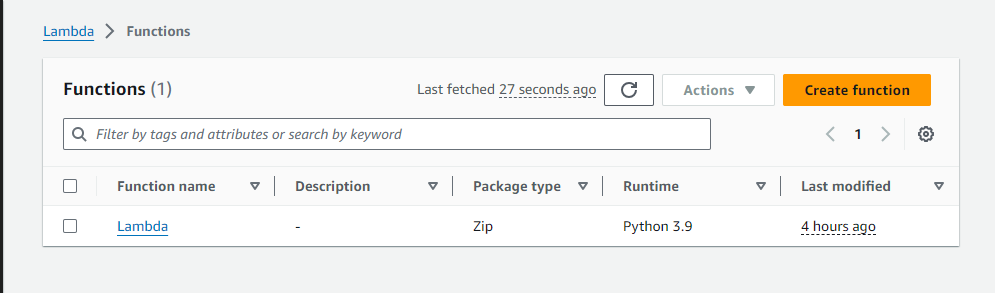 Lambda > Functions
Functions (1) Last fetched 27 seconds ago Actions Create function
Filter by tags and attributes or search by keyword 1
Function name Description Package type Runtime Last modified
Lambda - Zip Python 3.9 4 hours ago